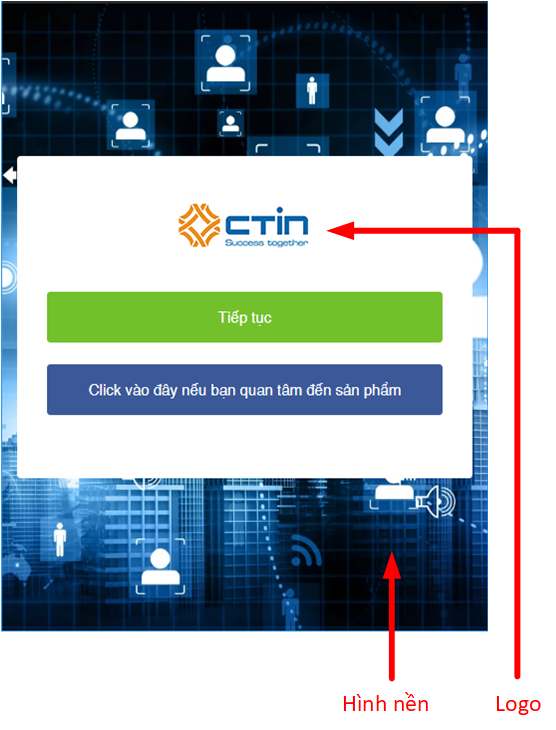 CTIN
Success together
Tiếp tục
Click vào đây nếu bạn quan tâm đến sản phẩm
Hình nền
Logo